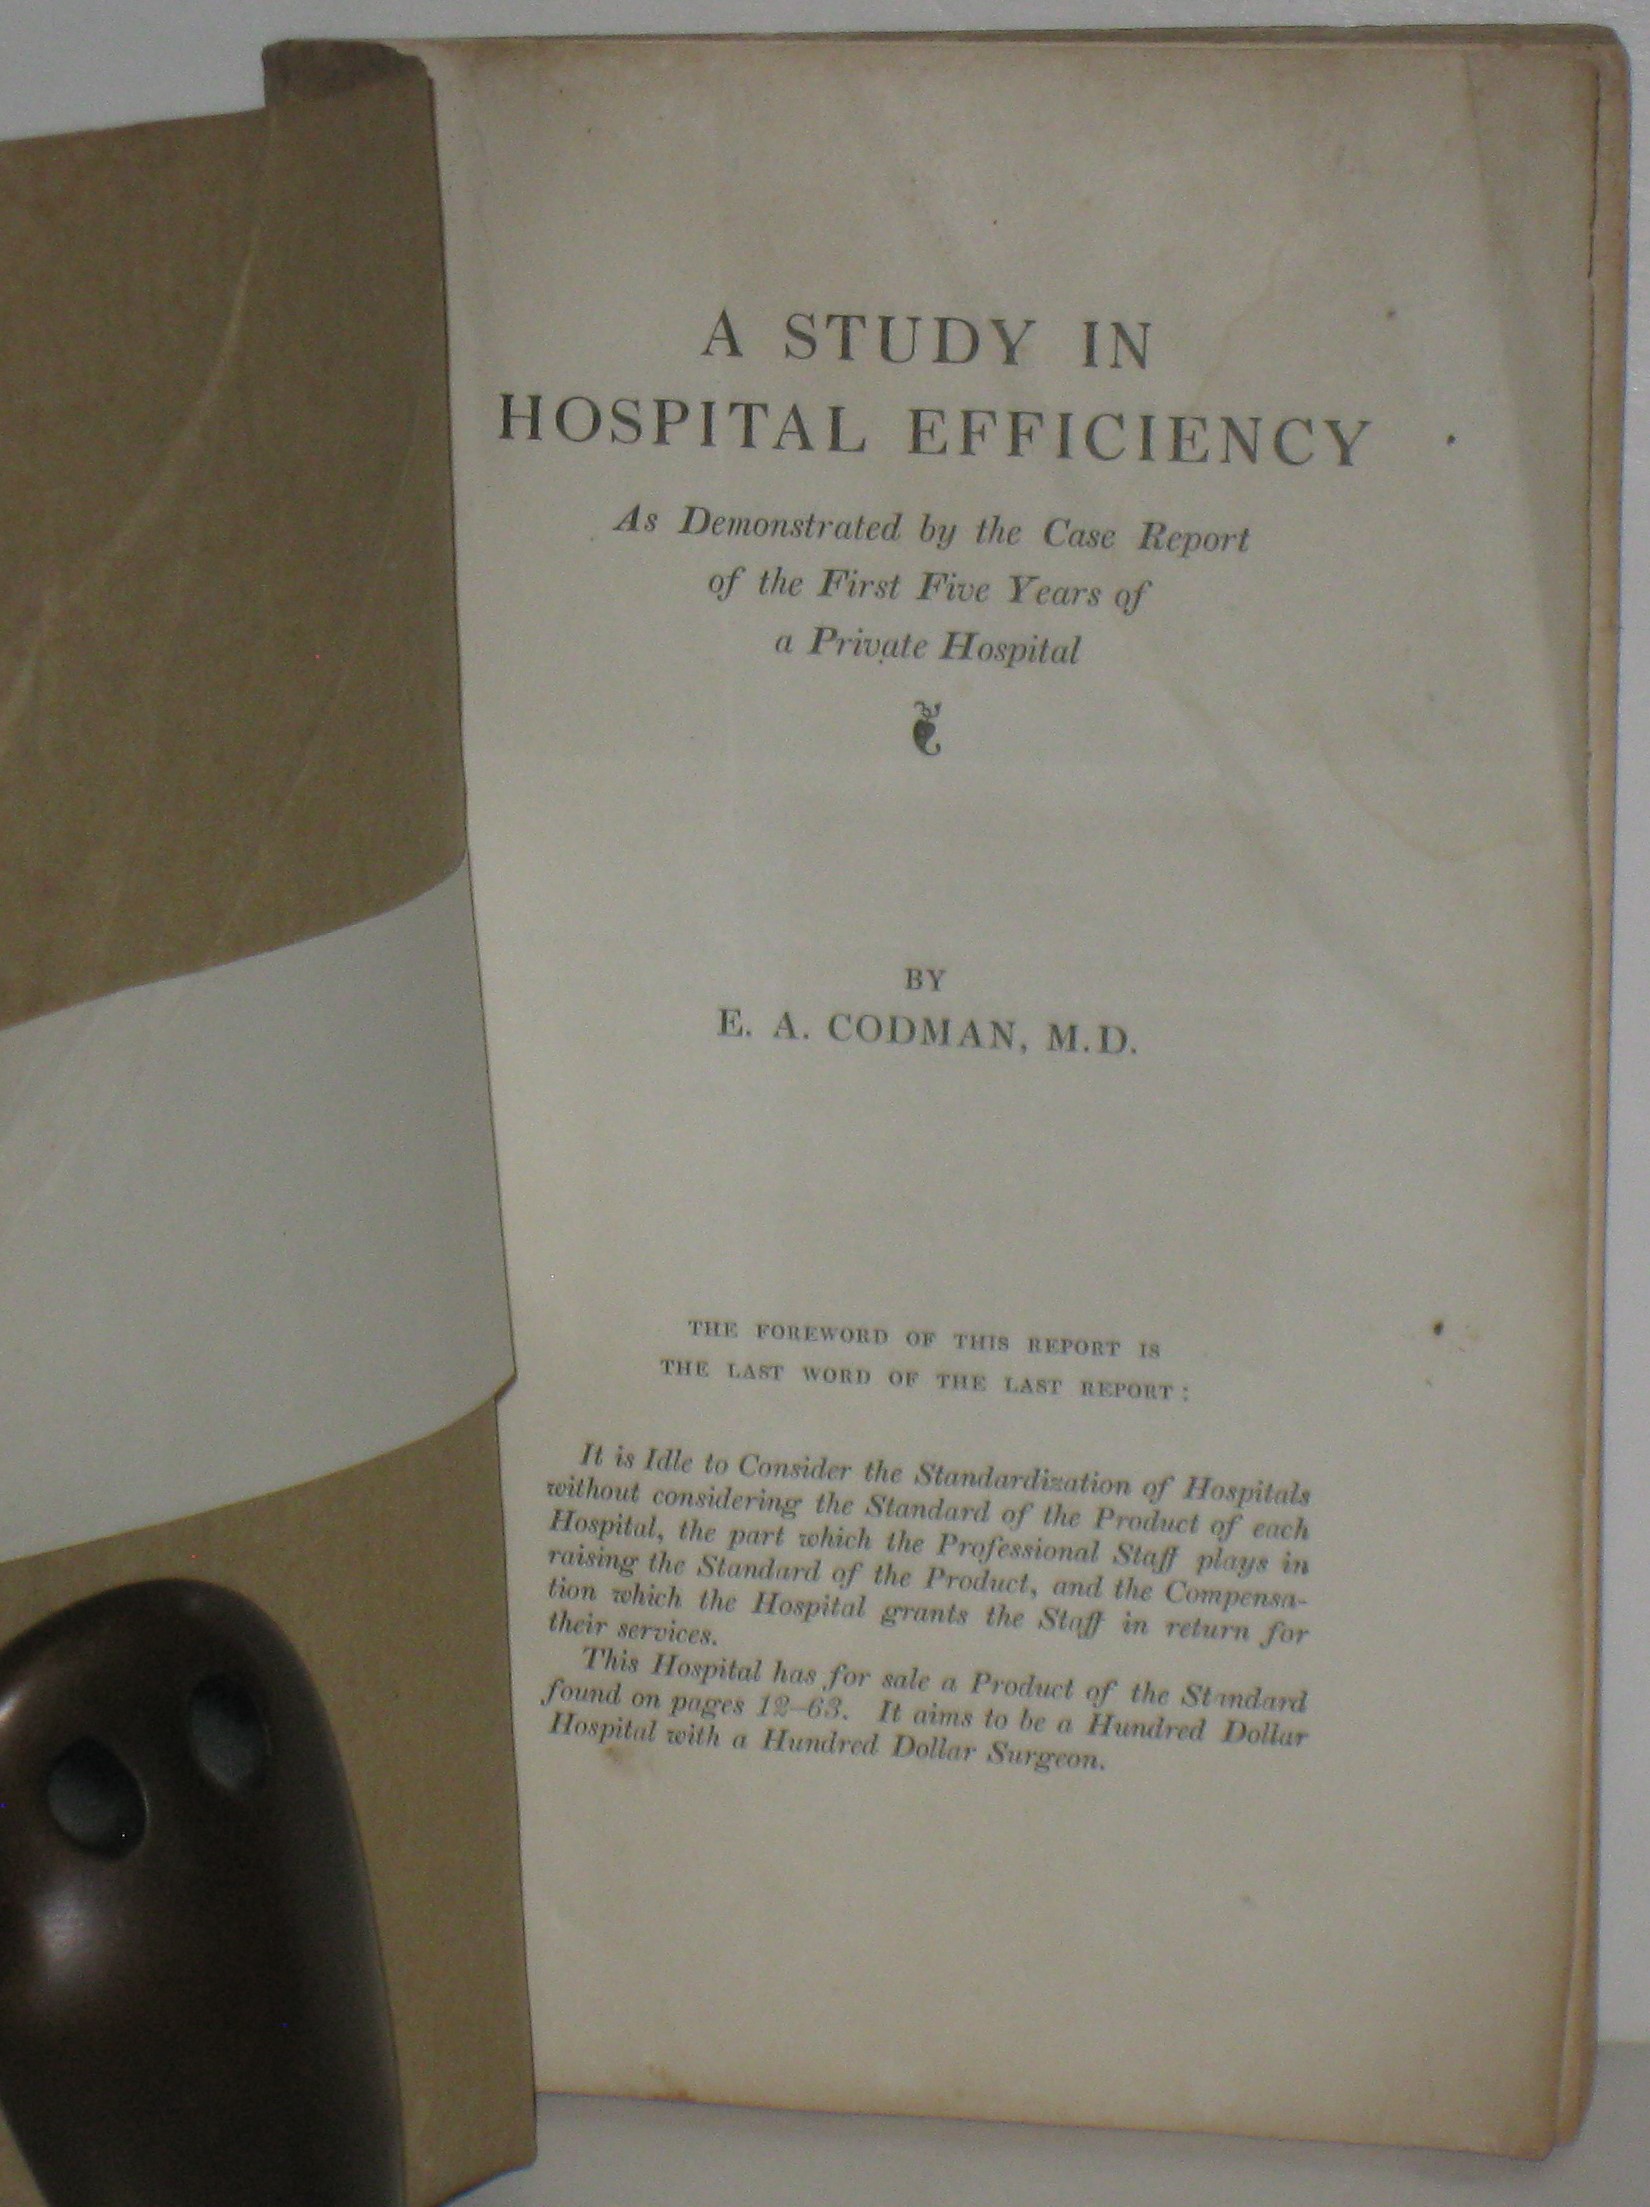 A STUDY IN
HOSPITAL EFFICIENCY
As Demonstrated by the Case Report
of the First Five Years of
a Private Hospital
BY
E. A. CODMAN, M.D.
THE FOREWORD OF THIS REPORT IS
THE LAST WORD OF THE LAST REPORT:
It is Idle to Consider the Standardization of Hospitals
without considering the Standard of the Product of each
Hospital, the part which the Professional Staff plays in
raising the Standard of the Product, and the Compensa-
tion which the Hospital grants the Staff in return for
their services.
This Hospital has for sale a Product of the Standard
found on pages 12–63. It aims to be a Hundred Dollar
Hospital with a Hundred Dollar Surgeon.